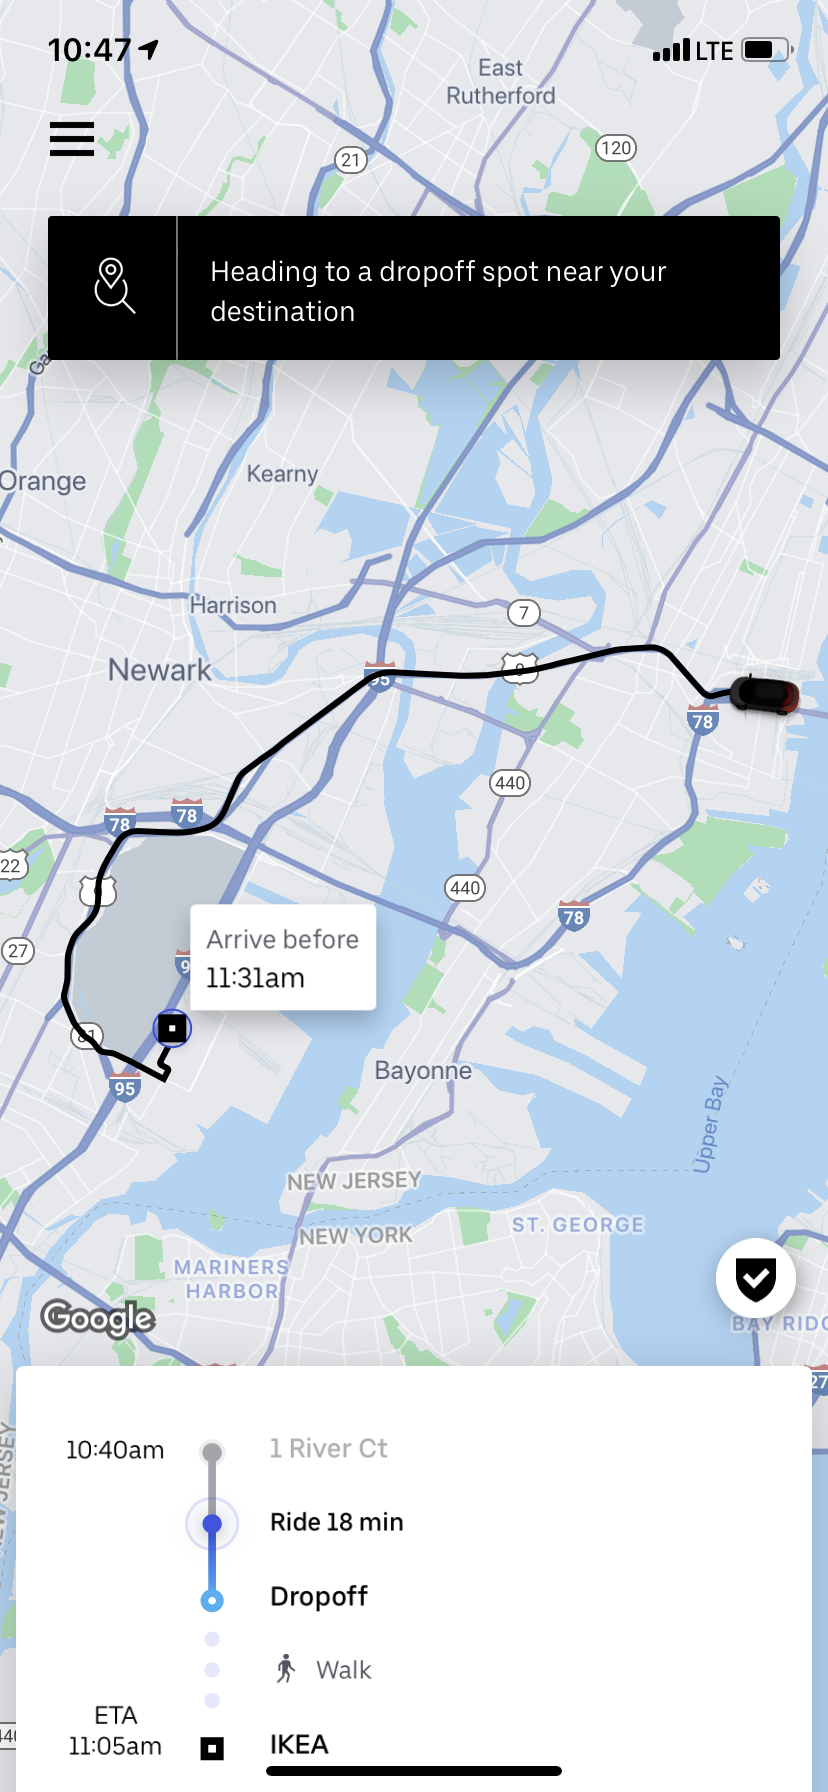 10:47
LTE
East
Rutherford
21
120
Heading to a dropoff spot near your
destination
Orange
Kearny
7
Harrison
Newark
9
95
78
440
78
78
22
440
78
27
Arrive before
11:31am
81
95
Bayonne
Upper Bay
NEW JERSEY
NEW YORK
ST. GEORGE
MARINERS
HARBOR
Google
BAY RIDG
27
10:40am
1 River Ct
Ride 18 min
Dropoff
Walk
ETA
11:05am
IKEA